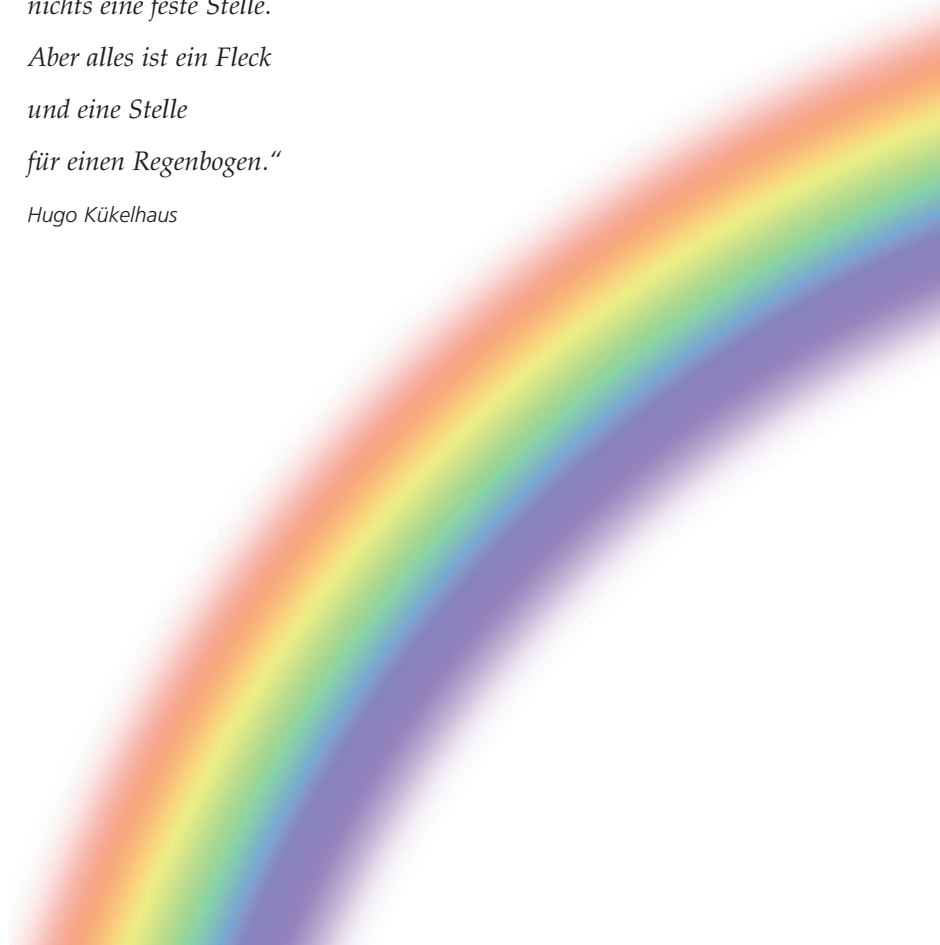 nichts eine feste Stelle.
Aber alles ist ein Fleck
und eine Stelle
für einen Regenbogen.“
Hugo Kükelhaus